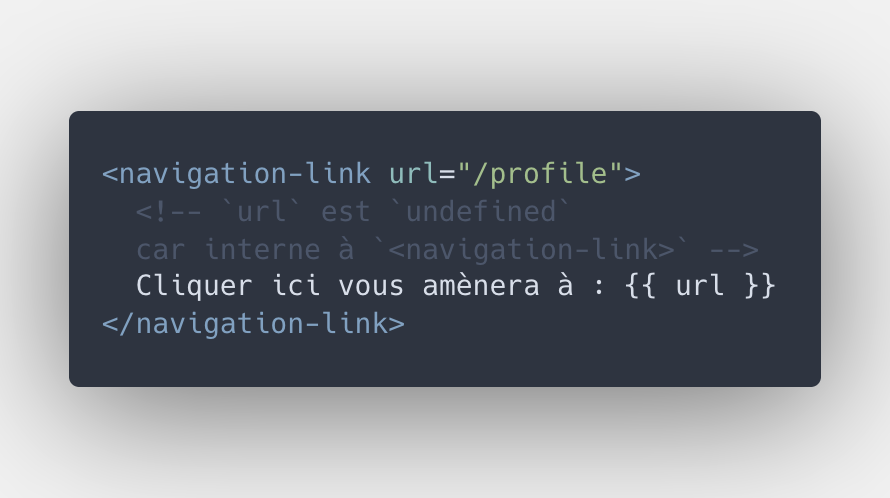 <navigation-link url="/profile">
<!-- `url` est `undefined`
car interne à `<navigation-link>` -->
Cliquer ici vous amènera à : {{ url }}
</navigation-link>